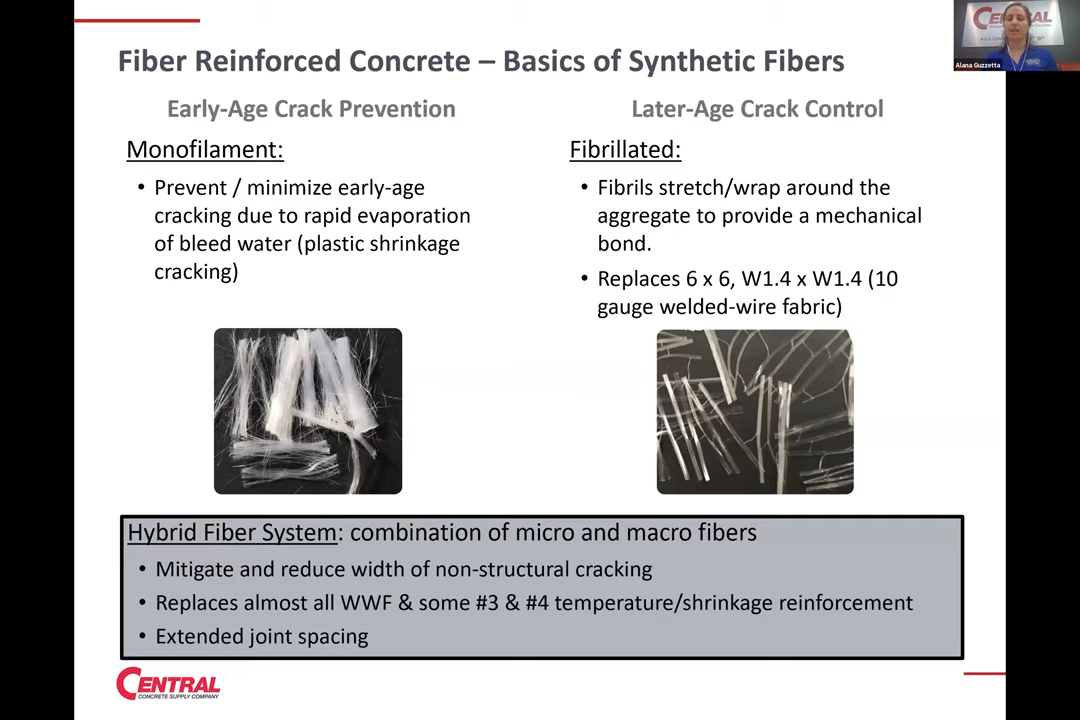 Fiber Reinforced Concrete – Basics of Synthetic Fibers
Early-Age Crack Prevention
Monofilament:
• Prevent / minimize early-age
cracking due to rapid evaporation
of bleed water (plastic shrinkage
cracking)
Later-Age Crack Control
Fibrillated:
• Fibrils stretch/wrap around the
aggregate to provide a mechanical
bond.
• Replaces 6 x 6, W1.4 x W1.4 (10
gauge welded-wire fabric)
Hybrid Fiber System: combination of micro and macro fibers
• Mitigate and reduce width of non-structural cracking
• Replaces almost all WWF & some #3 & #4 temperature/shrinkage reinforcement
• Extended joint spacing
CENTRAL
CONCRETE SUPPLY COMPANY
CENTRAL
Alana Guzzetta